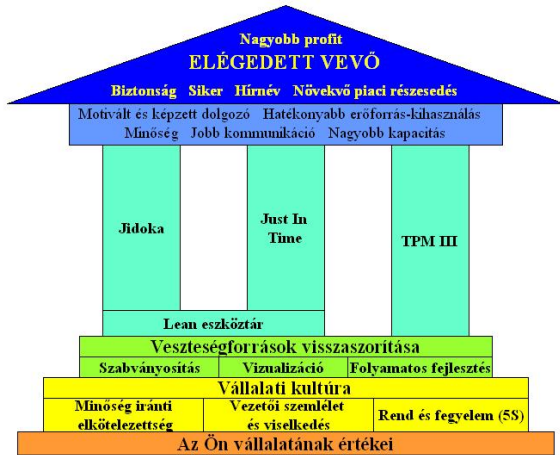 Nagyobb profit
ELÉGEDETT VEVŐ
Biztonság Siker Hírnév Növekvő piaci részesedés
Motivált és képzett dolgozó Hatékonyabb erőforrás-kihasználás
Minőség Jobb kommunikáció Nagyobb kapacitás
Jidoka
Just In
Time
TPM III
Lean eszköztár
Veszteségforrások visszaszorítása
Szabványosítás
Vizualizáció
Folyamatos fejlesztés
Vállalati kultúra
Minőség iránti
elkötelezettség
Vezetői szemlélet
és viselkedés
Rend és fegyelem (5S)
Az Ön vállalatának értékei